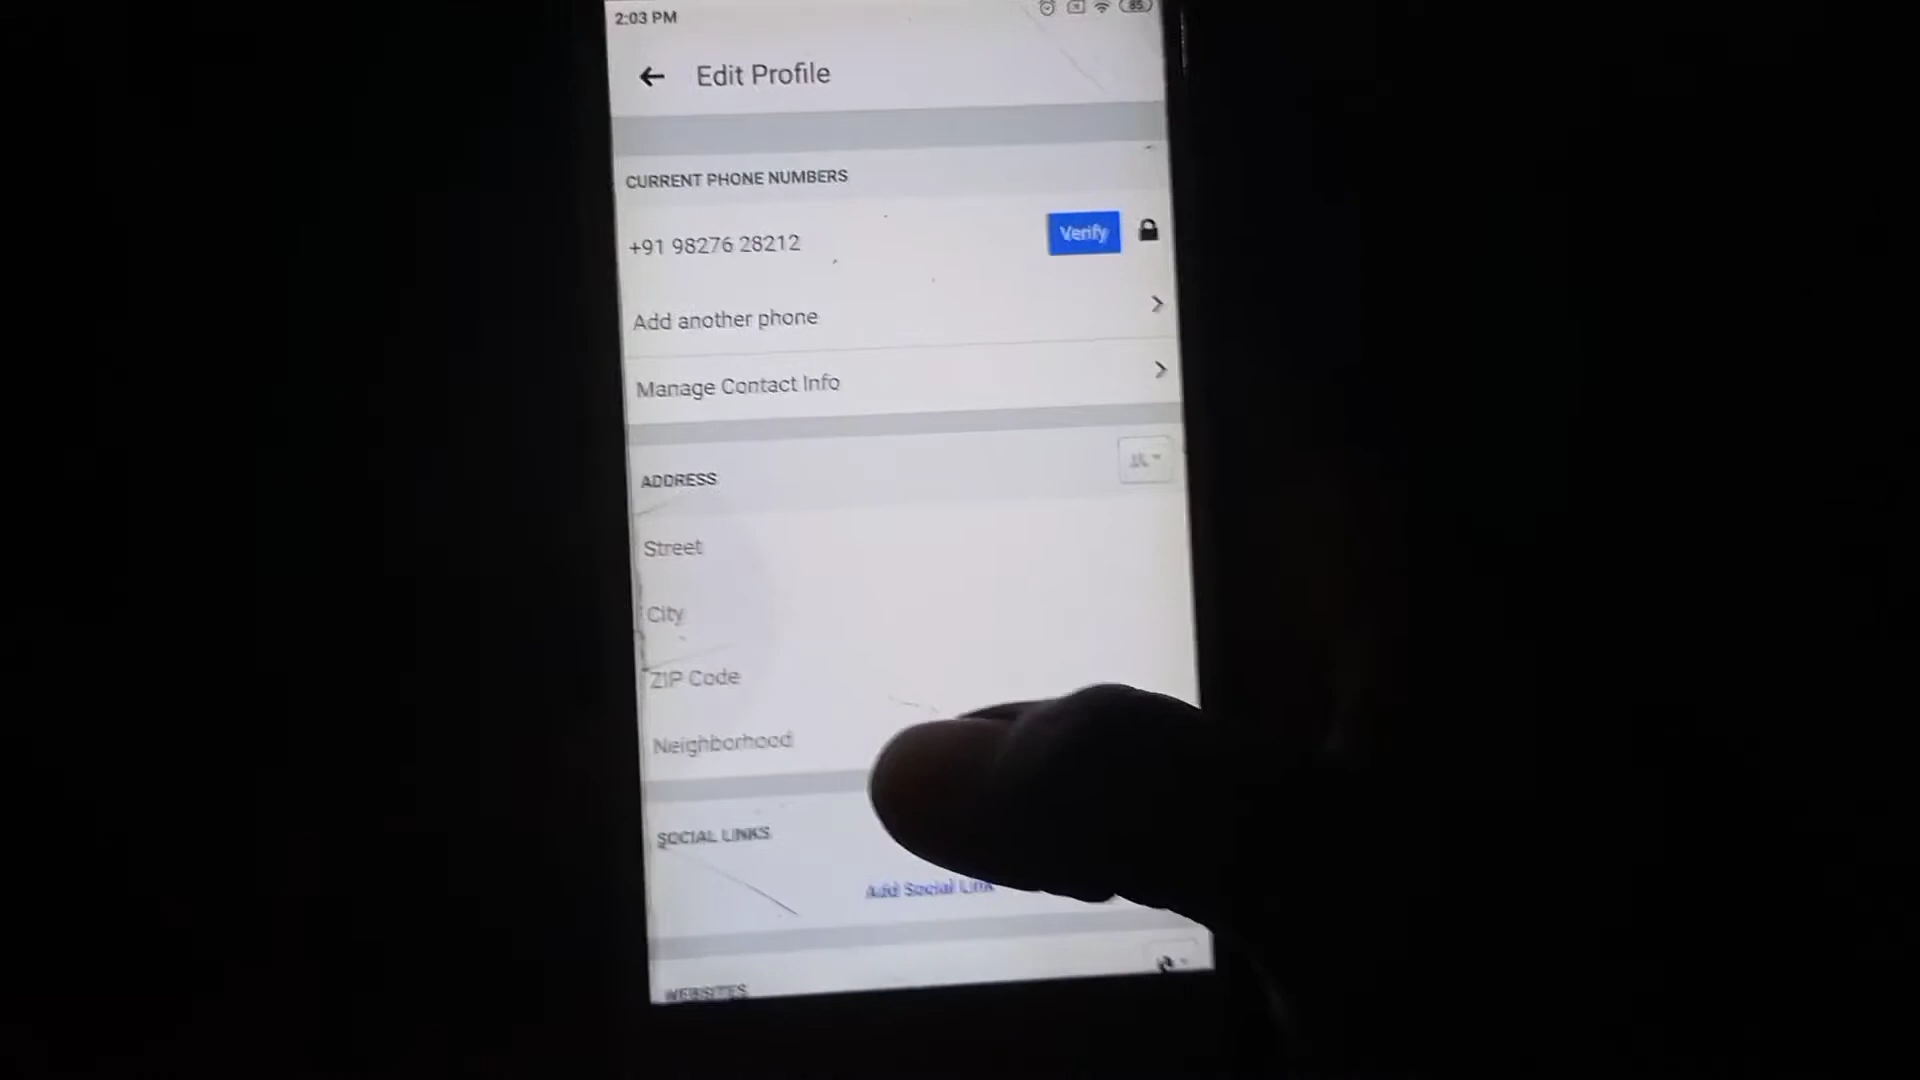 2:03 PM
85
Edit Profile
CURRENT PHONE NUMBERS
+91 98276 28212
Verify
Add another phone
Manage Contact Info
ADDRESS
Street
City
ZIP Code
Neighborhood
SOCIAL LINKS
Add Social Link
WEBSITES